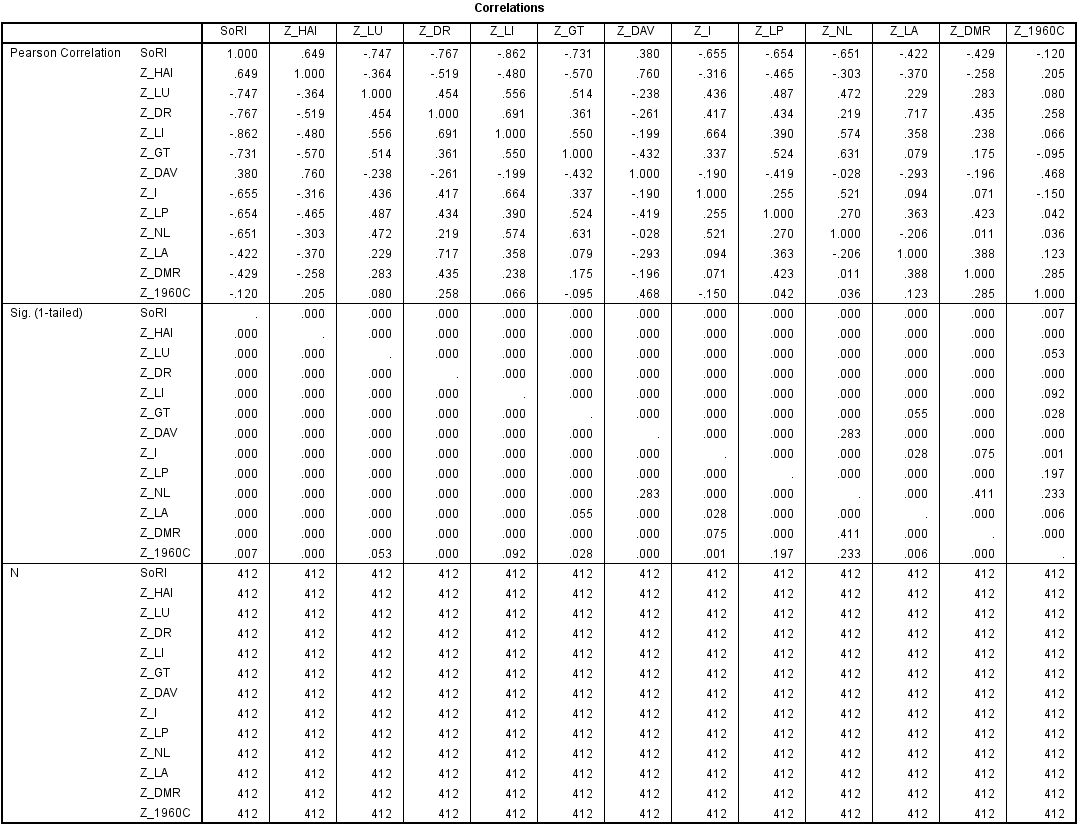 Correlations
SoRI Z_HAI Z_LU Z_DR Z_LI Z_GT Z_DAV Z_I Z_LP Z_NL Z_LA Z_DMR Z_1960C
Pearson Correlation SoRI 1.000 .649 -.747 -.767 -.862 -.731 .380 -.655 -.654 -.651 -.422 -.429 -.120
Z_HAI .649 1.000 -.364 -.519 -.480 -.570 .760 -.316 -.465 -.303 -.370 -.258 .205
Z_LU -.747 -.364 1.000 .454 .556 .514 -.238 .436 .487 .472 .229 .283 .080
Z_DR -.767 -.519 .454 1.000 .691 .361 -.261 .417 .434 .219 .717 .435 .258
Z_LI -.862 -.480 .556 .691 1.000 .550 -.199 .664 .390 .574 .358 .238 .066
Z_GT -.731 -.570 .514 .361 .550 1.000 -.432 .337 .524 .631 .079 .175 -.095
Z_DAV .380 .760 -.238 -.261 -.199 -.432 1.000 -.190 -.419 -.028 -.293 -.196 .468
Z_I -.655 -.316 .436 .417 .664 .337 -.190 1.000 .255 .521 .094 .071 -.150
Z_LP -.654 -.465 .487 .434 .390 .524 -.419 .255 1.000 .270 .363 .423 .042
Z_NL -.651 -.303 .472 .219 .574 .631 -.028 .521 .270 1.000 -.206 .011 .036
Z_LA -.422 -.370 .229 .717 .358 .079 -.293 .094 .363 -.206 1.000 .388 .123
Z_DMR -.429 -.258 .283 .435 .238 .175 -.196 .071 .423 .011 .388 1.000 .285
Z_1960C -.120 .205 .080 .258 .066 -.095 .468 -.150 .042 .036 .123 .285 1.000
Sig. (1-tailed) SoRI . .000 .000 .000 .000 .000 .000 .000 .000 .000 .000 .000 .007
Z_HAI .000 . .000 .000 .000 .000 .000 .000 .000 .000 .000 .000 .000
Z_LU .000 .000 . .000 .000 .000 .000 .000 .000 .000 .000 .000 .053
Z_DR .000 .000 .000 . .000 .000 .000 .000 .000 .000 .000 .000 .000
Z_LI .000 .000 .000 .000 . .000 .000 .000 .000 .000 .000 .000 .092
Z_GT .000 .000 .000 .000 .000 . .000 .000 .000 .000 .055 .000 .028
Z_DAV .000 .000 .000 .000 .000 .000 . .000 .000 .283 .000 .000 .000
Z_I .000 .000 .000 .000 .000 .000 .000 . .000 .000 .028 .075 .001
Z_LP .000 .000 .000 .000 .000 .000 .000 .000 . .000 .000 .000 .197
Z_NL .000 .000 .000 .000 .000 .000 .283 .000 .000 . .000 .411 .233
Z_LA .000 .000 .000 .000 .000 .055 .000 .028 .000 .000 . .000 .006
Z_DMR .000 .000 .000 .000 .000 .000 .000 .075 .000 .411 .000 . .000
Z_1960C .007 .000 .053 .000 .092 .028 .000 .001 .197 .233 .006 .000 .
N SoRI 412 412 412 412 412 412 412 412 412 412 412 412 412
Z_HAI 412 412 412 412 412 412 412 412 412 412 412 412 412
Z_LU 412 412 412 412 412 412 412 412 412 412 412 412 412
Z_DR 412 412 412 412 412 412 412 412 412 412 412 412 412
Z_LI 412 412 412 412 412 412 412 412 412 412 412 412 412
Z_GT 412 412 412 412 412 412 412 412 412 412 412 412 412
Z_DAV 412 412 412 412 412 412 412 412 412 412 412 412 412
Z_I 412 412 412 412 412 412 412 412 412 412 412 412 412
Z_LP 412 412 412 412 412 412 412 412 412 412 412 412 412
Z_NL 412 412 412 412 412 412 412 412 412 412 412 412 412
Z_LA 412 412 412 412 412 412 412 412 412 412 412 412 412
Z_DMR 412 412 412 412 412 412 412 412 412 412 412 412 412
Z_1960C 412 412 412 412 412 412 412 412 412 412 412 412 412